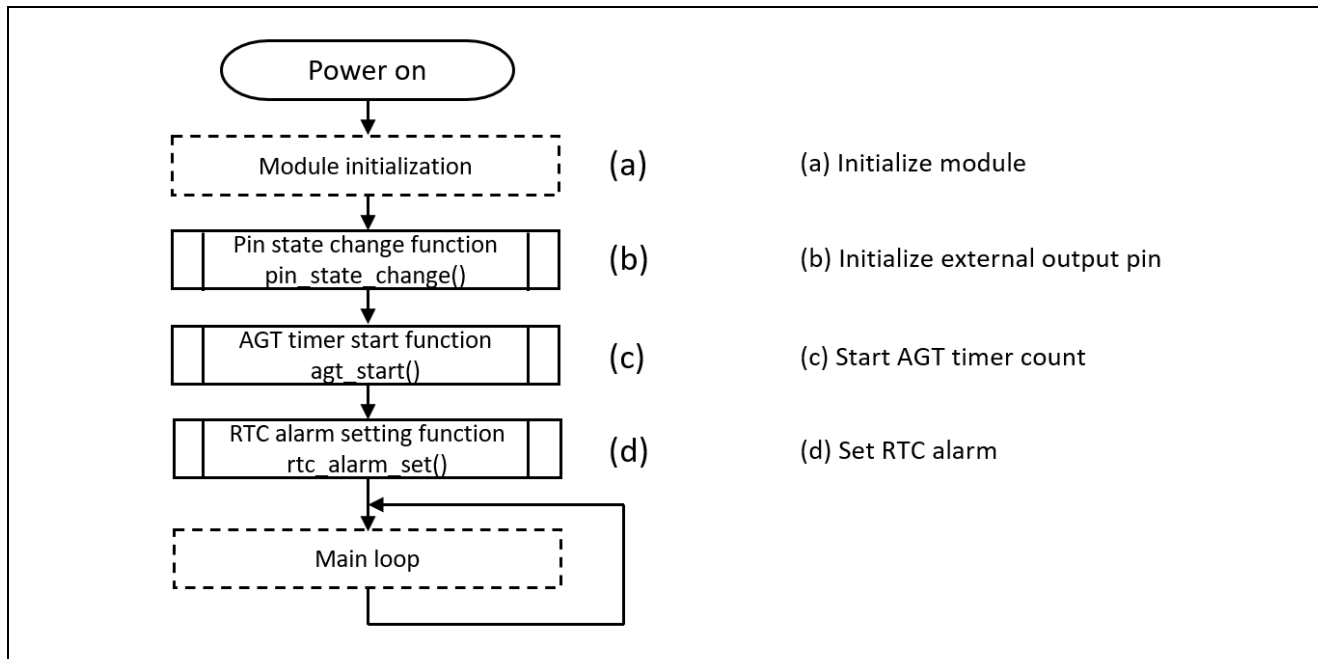 Power on
Module initialization
(a)
(a) Initialize module
Pin state change function
pin_state_change()
(b)
(b) Initialize external output pin
AGT timer start function
agt_start()
(c)
(c) Start AGT timer count
RTC alarm setting function
rtc_alarm_set()
(d)
(d) Set RTC alarm
Main loop